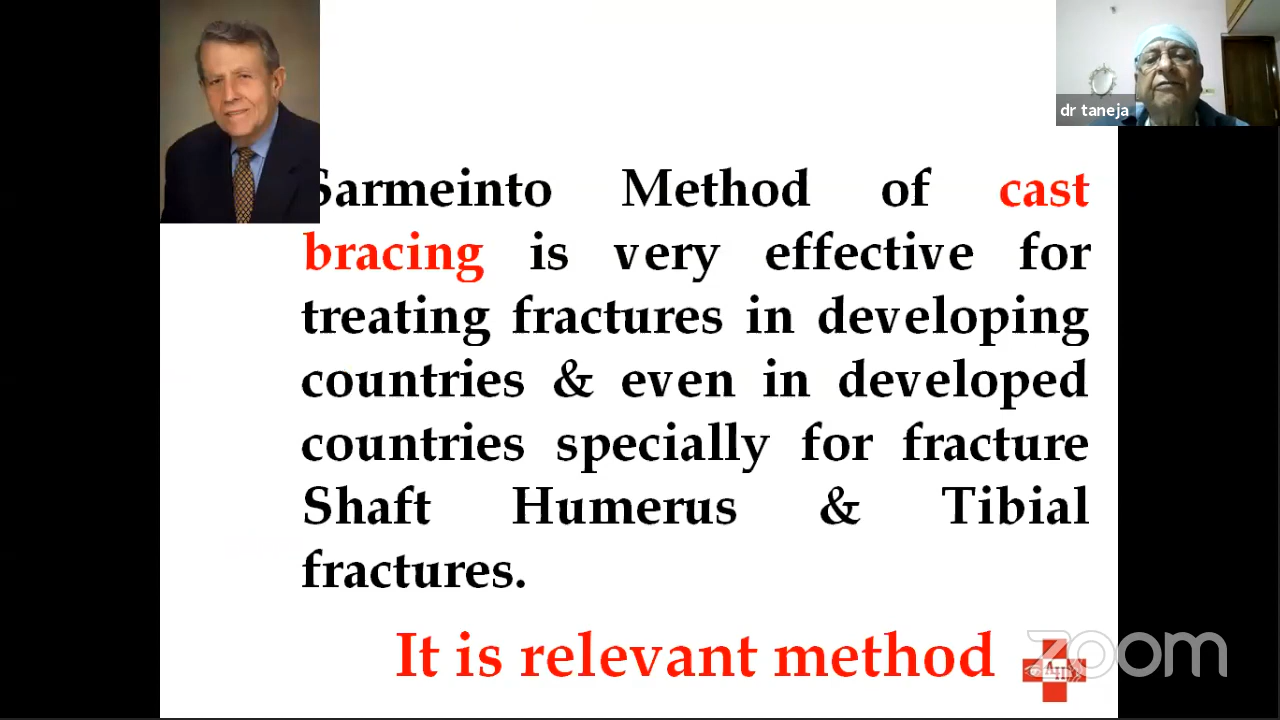 dr taneja
Sarmeinto Method of cast
bracing is very effective for
treating fractures in developing
countries & even in developed
countries specially for fracture
Shaft Humerus & Tibial
fractures.
It is relevant method
zoom